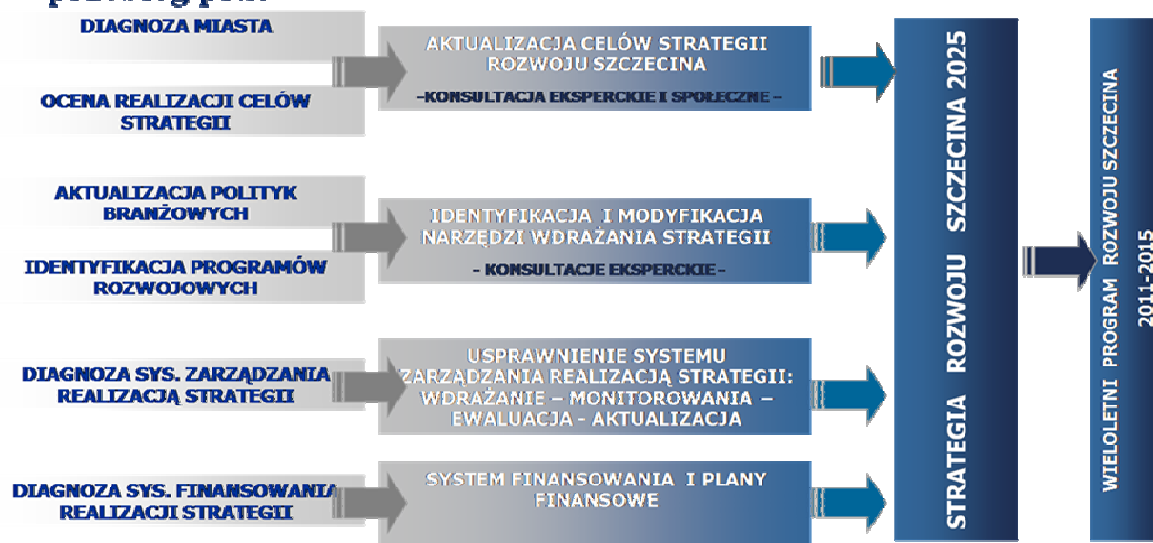 DIAGNOZA MIASTA
OCENA REALIZACJI CELÓW
STRATEGII
AKTUALIZACJA CELÓW STRATEGII
ROZWOJU SZCZECINA
-KONSULTACJA EKSPERCKIE I SPOŁECZNE -
AKTUALIZACJA POLITYK
BRANŻOWYCH
IDENTYFIKACJA PROGRAMÓW
ROZWOJOWYCH
IDENTYFIKACJA I MODYFIKACJA
NARZĘDZI WDRAŻANIA STRATEGII
- KONSULTACJE EKSPERCKIE -
DIAGNOZA SYS. ZARZĄDZANIA
REALIZACJĄ STRATEGII
USPRAWNIENIE SYSTEMU
ZARZĄDZANIA REALIZACJĄ STRATEGII:
WDRAŻANIE – MONITOROWANIA –
EWALUACJA - AKTUALIZACJA
DIAGNOZA SYS. FINANSOWANIA
REALIZACJI STRATEGII
SYSTEM FINANSOWANIA I PLANY
FINANSOWE
STRATEGIA ROZWOJU SZCZECINA 2025
WIELOLETNI PROGRAM ROZWOJU SZCZECINA
2011-2015